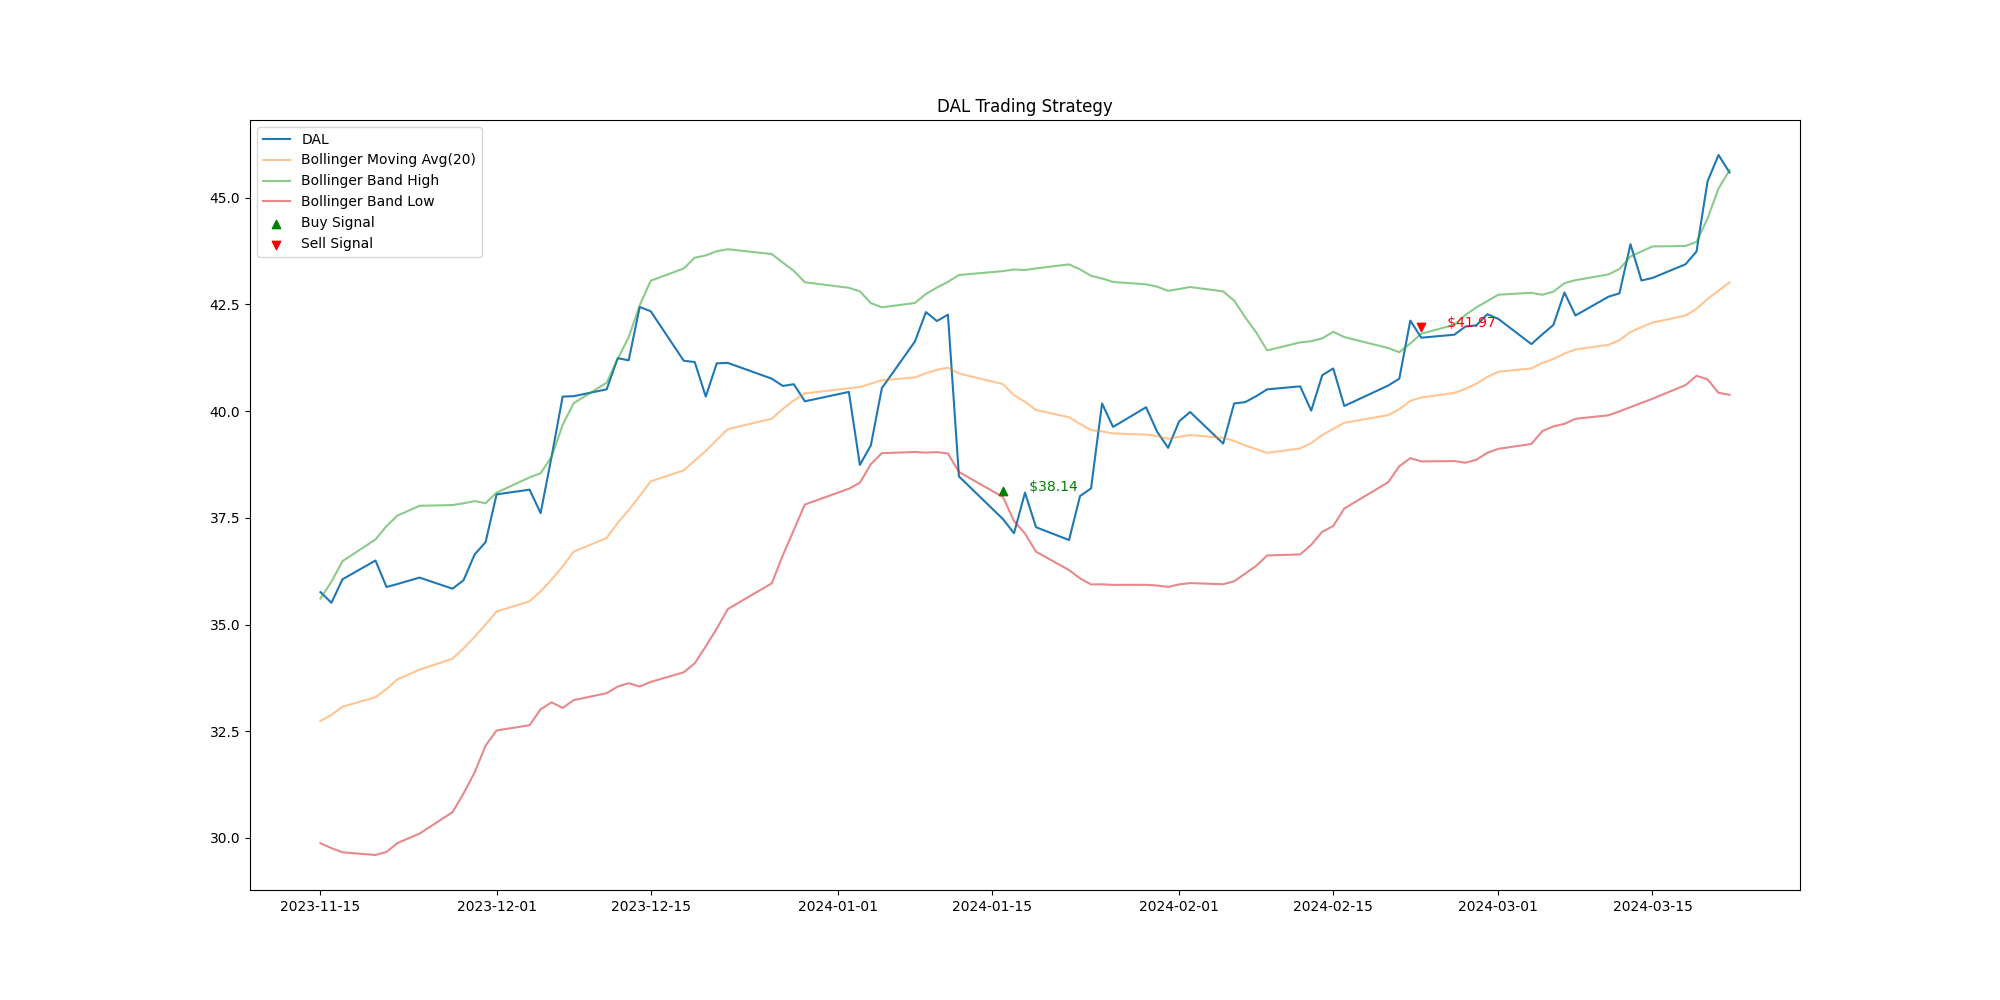 DAL Trading Strategy
DAL
Bollinger Moving Avg(20)
Bollinger Band High
Bollinger Band Low
Buy Signal
Sell Signal
45.0
42.5
40.0
37.5
35.0
32.5
30.0
$41.97
$38.14
2023-11-15
2023-12-01
2023-12-15
2024-01-01
2024-01-15
2024-02-01
2024-02-15
2024-03-01
2024-03-15